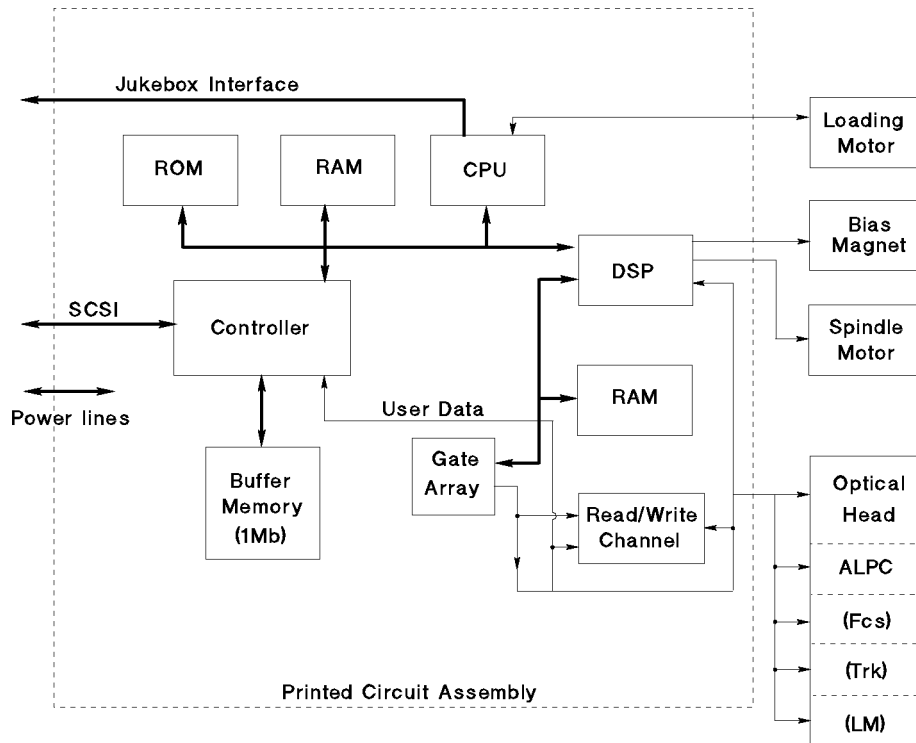 Jukebox Interface
ROM
RAM
CPU
Loading
Motor
Bias
Magnet
DSP
SCSI
Controller
Spindle
Motor
Power lines
User Data
RAM
Buffer
Memory
(1Mb)
Gate
Array
Read/Write
Channel
Optical
Head
ALPC
(Fcs)
(Trk)
(LM)
Printed Circuit Assembly